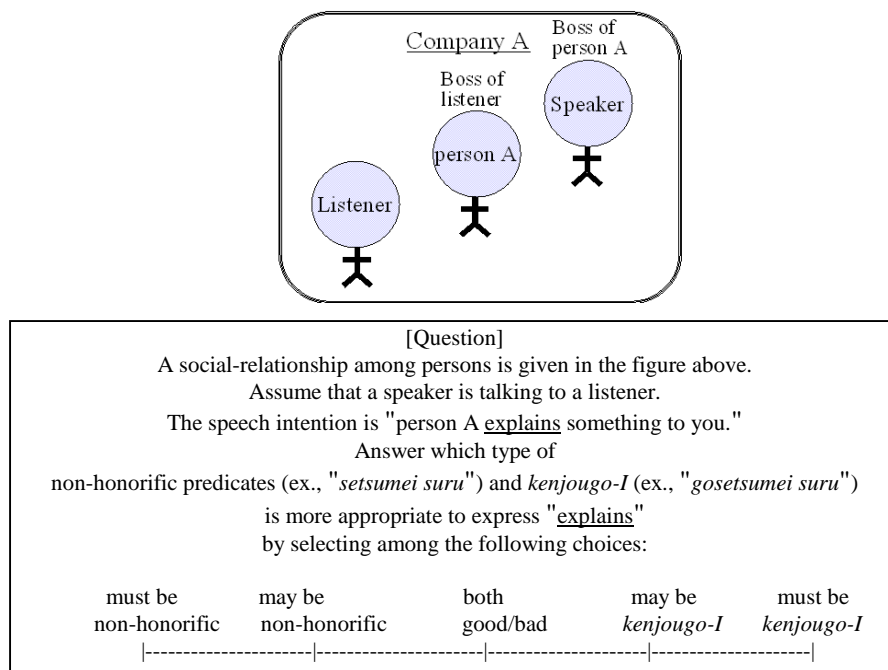 Company A
Boss of
person A
Boss of
listener
Speaker
person A
Listener
[Question]
A social-relationship among persons is given in the figure above.
Assume that a speaker is talking to a listener.
The speech intention is "person A explains something to you."
Answer which type of
non-honorific predicates (ex., "setsumei suru") and kenjougo-I (ex., "gosetsumei suru")
is more appropriate to express "explains"
by selecting among the following choices:
must be may be both may be must be
non-honorific non-honorific good/bad kenjougo-I kenjougo-I
|---------------------|---------------------|--------------------|--------------------|